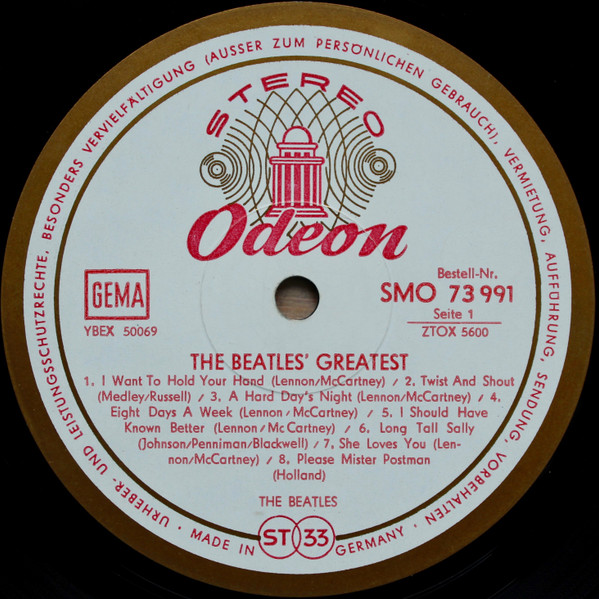 URHEBER- UND LEISTUNGSSCHUTZRECHTE, BESONDERS VERVIELFÄLTIGUNG (AUSSER ZUM PERSÖNLICHEN GEBRAUCH), VERMIETUNG, AUFFÜHRUNG, SENDUNG, VORBEHALTEN ·
STEREO
Odeon
GEMA
YBEX 50069
Bestell-Nr.
SMO 73 991
Seite 1
ZTOX 5600
THE BEATLES' GREATEST
1. I Want To Hold Your Hand (Lennon/McCartney) / 2. Twist And Shout
(Medley/Russell) / 3. A Hard Day's Night (Lennon/McCartney) / 4.
Eight Days A Week (Lennon/McCartney) / 5. I Should Have
Known Better (Lennon/Mc Cartney) / 6. Long Tall Sally
(Johnson/Penniman/Blackwell) / 7. She Loves You (Len-
non/McCartney) / 8. Please Mister Postman
(Holland)
THE BEATLES
· MADE IN GERMANY ·
ST 33